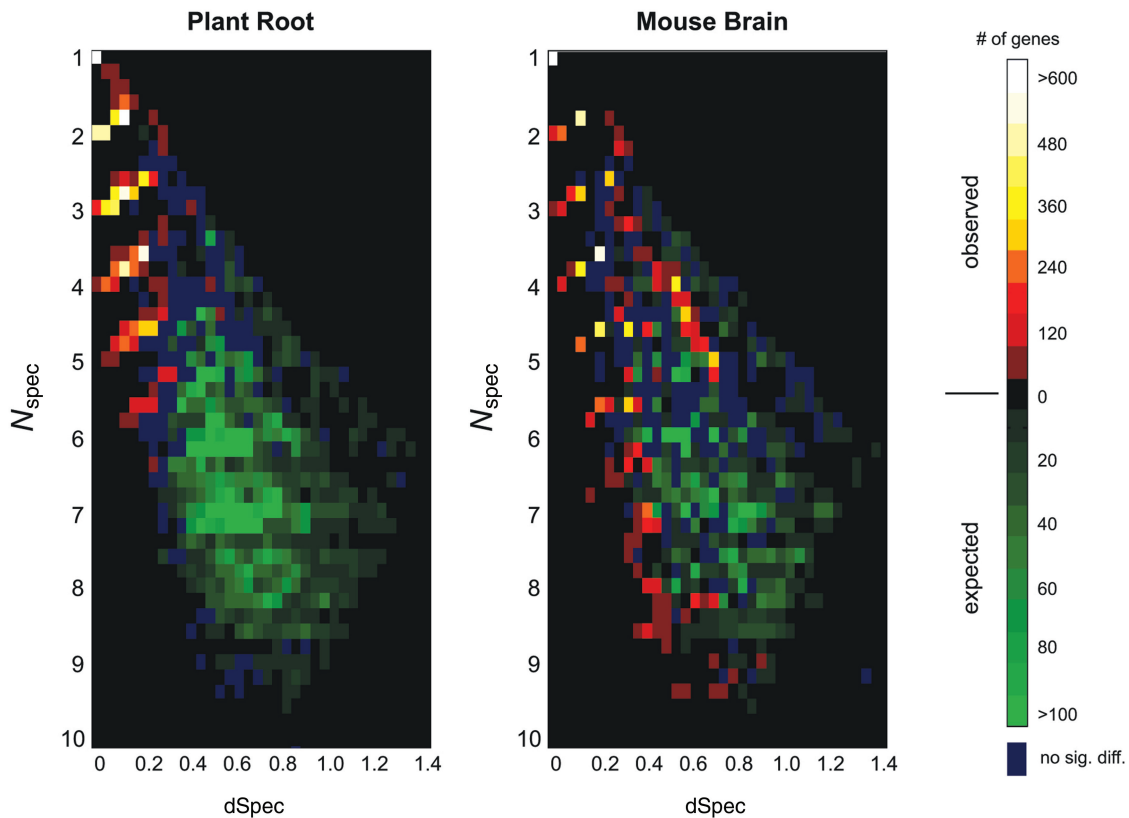 Plant Root
Mouse Brain
# of genes
1
2
3
4
5
6
7
8
9
10
Nspec
0 0.2 0.4 0.6 0.8 1.0 1.2 1.4
dSpec
1
2
3
4
5
6
7
8
9
10
Nspec
0 0.2 0.4 0.6 0.8 1.0 1.2 1.4
dSpec
observed
expected
>600
480
360
240
120
0
20
40
60
80
>100
no sig. diff.